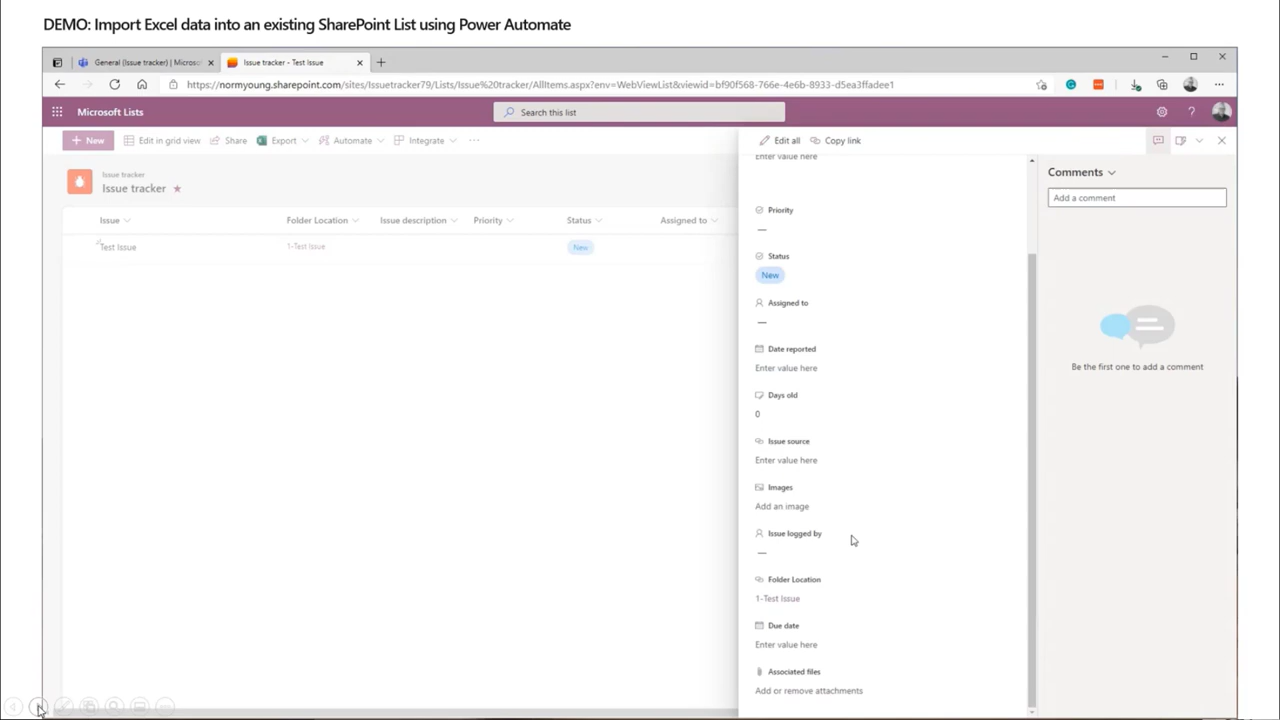 DEMO: Import Excel data into an existing SharePoint List using Power Automate
General (Issue tracker) | Microsoft
Issue tracker - Test Issue
https://normyoung.sharepoint.com/sites/Issuetracker79/Lists/Issue%20tracker/AllItems.aspx?env=WebViewList&viewid=bf90f568-766e-4e6b-8933-d5ea3ffadee1
Microsoft Lists
Search this list
New
Edit in grid view
Share
Export
Automate
Integrate
Edit all
Copy link
Enter value here
Issue tracker
Issue tracker
Issue
Folder Location
Issue description
Priority
Status
Assigned to
Test Issue
1-Test Issue
New
Priority
—
Status
New
Assigned to
—
Date reported
Enter value here
Days old
0
Issue source
Enter value here
Images
Add an image
Issue logged by
—
Folder Location
1-Test Issue
Due date
Enter value here
Associated files
Add or remove attachments
Comments
Add a comment
Be the first one to add a comment